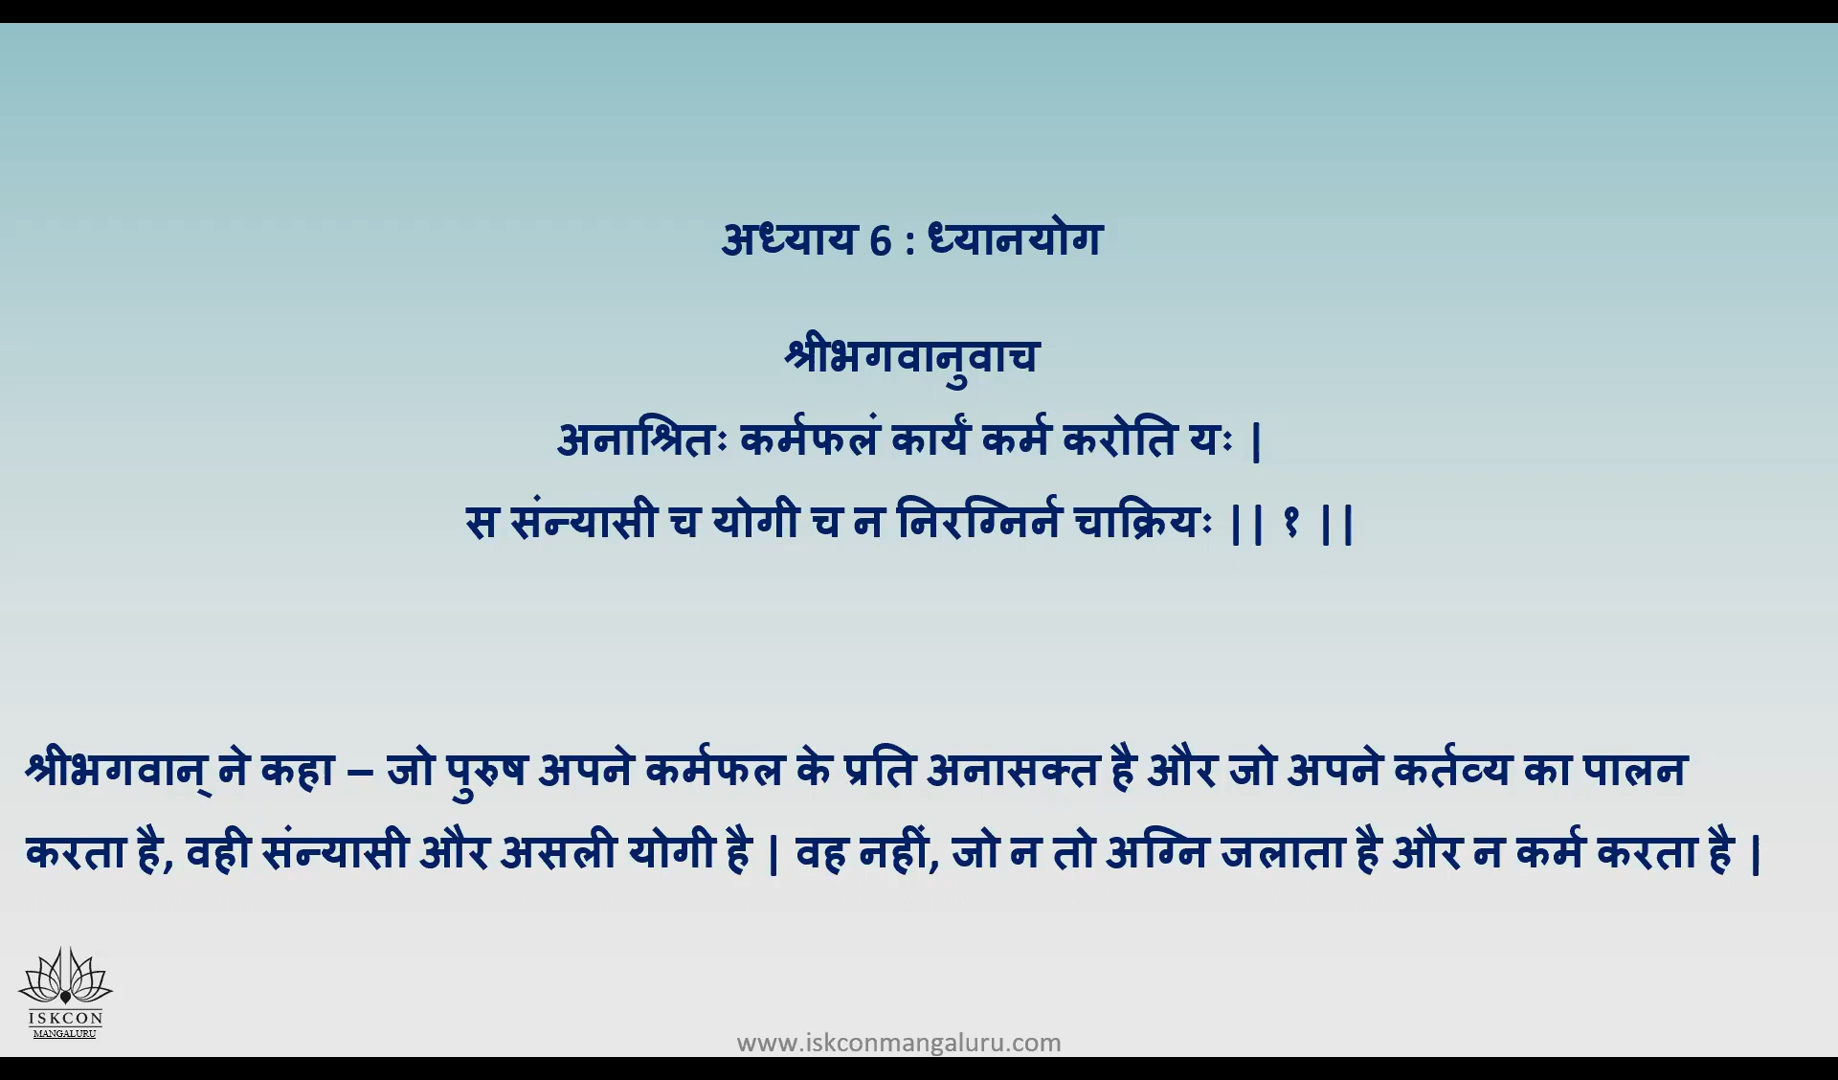 अध्याय 6 : ध्यानयोग
श्रीभगवानुवाच
अनाश्रितः कर्मफलं कार्यं कर्म करोति यः |
स संन्यासी च योगी च न निरग्निर्न चाक्रियः || १ ||
श्रीभगवान् ने कहा – जो पुरुष अपने कर्मफल के प्रति अनासक्त है और जो अपने कर्तव्य का पालन
करता है, वही संन्यासी और असली योगी है | वह नहीं, जो न तो अग्नि जलाता है और न कर्म करता है |
ISKCON
MANGALURU
www.iskconmangaluru.com